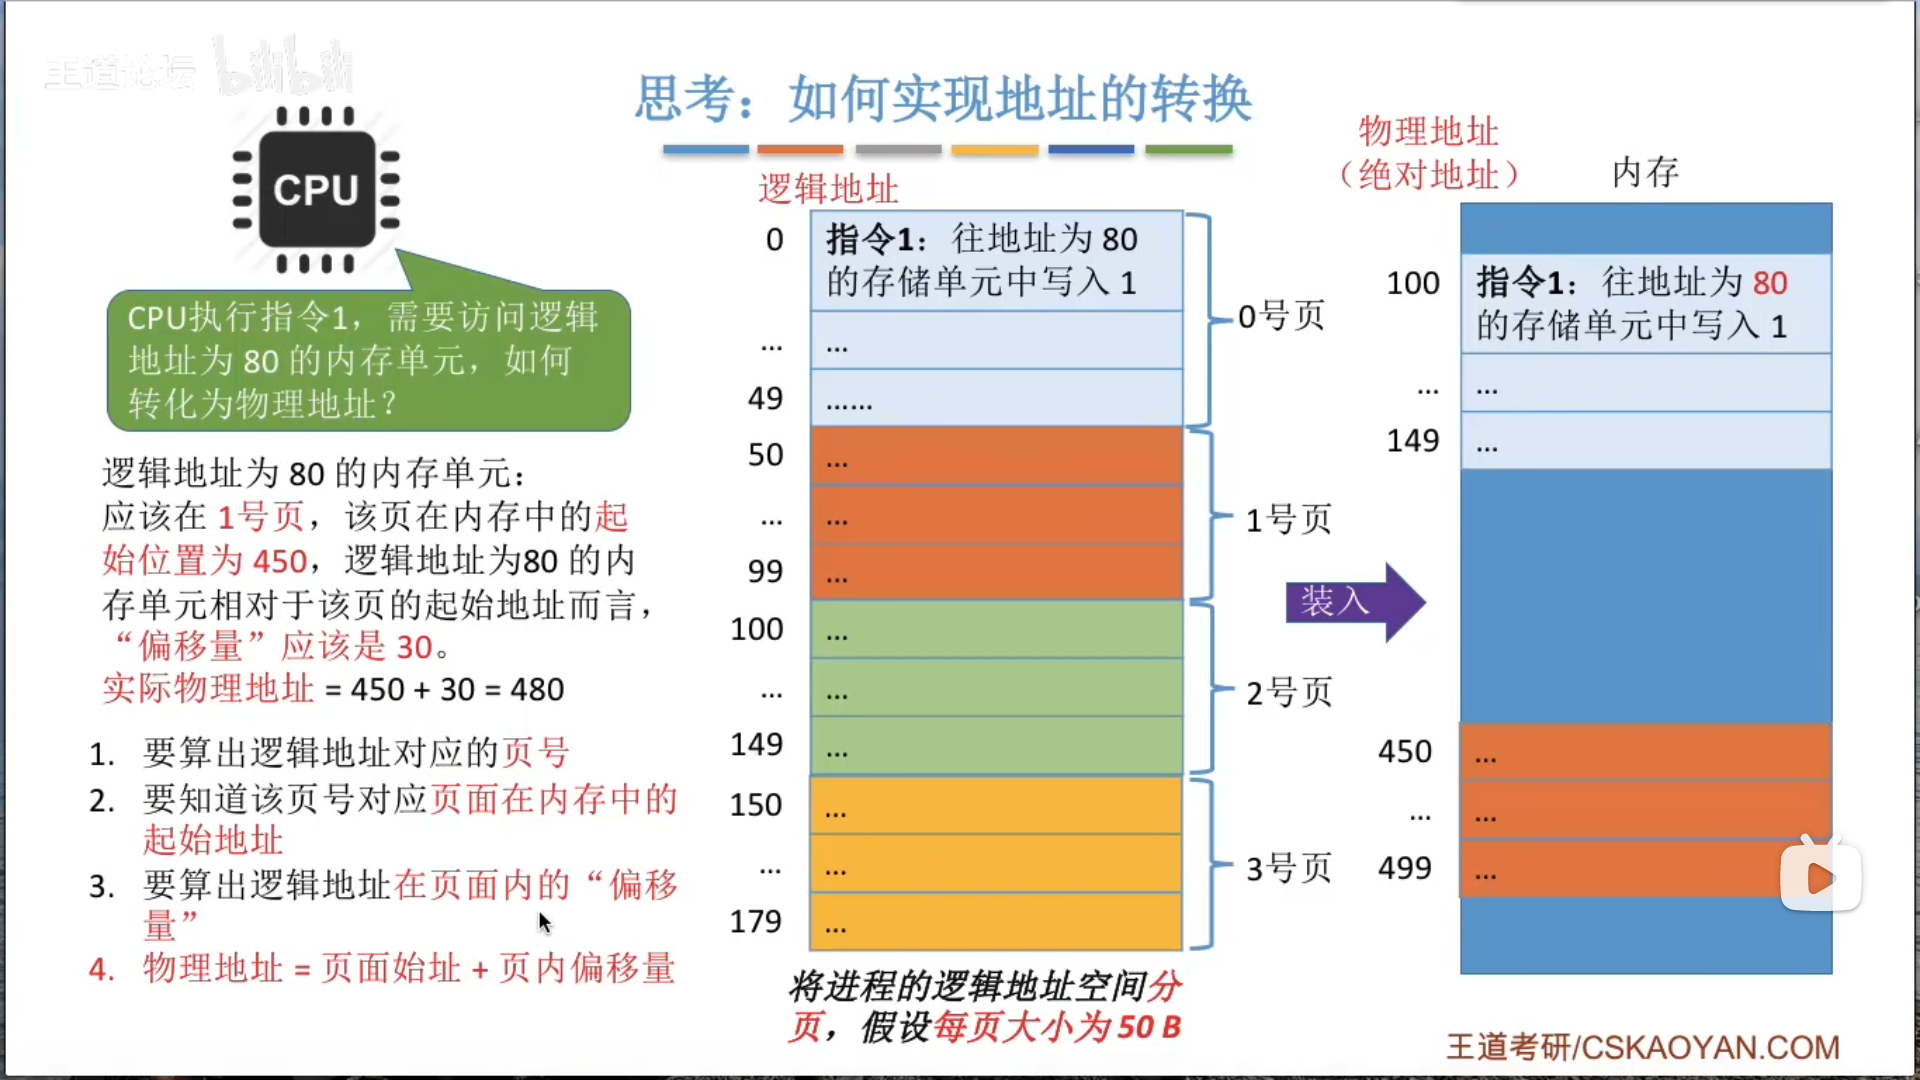 王道论坛 bilibili
思考：如何实现地址的转换
CPU
CPU执行指令1，需要访问逻辑
地址为 80 的内存单元，如何
转化为物理地址？
逻辑地址为 80 的内存单元：
应该在 1号页，该页在内存中的起
始位置为 450，逻辑地址为80 的内
存单元相对于该页的起始地址而言，
“偏移量”应该是 30。
实际物理地址 = 450 + 30 = 480
1. 要算出逻辑地址对应的页号
2. 要知道该页号对应页面在内存中的
起始地址
3. 要算出逻辑地址在页面内的“偏移
量”
4. 物理地址 = 页面始址 + 页内偏移量
逻辑地址
0 指令1：往地址为 80
的存储单元中写入 1
... ...
49 ......
0号页
50 ...
... ...
99 ...
1号页
100 ...
... ...
149 ...
2号页
150 ...
... ...
179 ...
3号页
将进程的逻辑地址空间分
页，假设每页大小为 50 B
装入
物理地址
（绝对地址）
内存
100 指令1：往地址为 80
的存储单元中写入 1
... ...
149 ...
450 ...
... ...
499 ...
王道考研/CSKAOYAN.COM